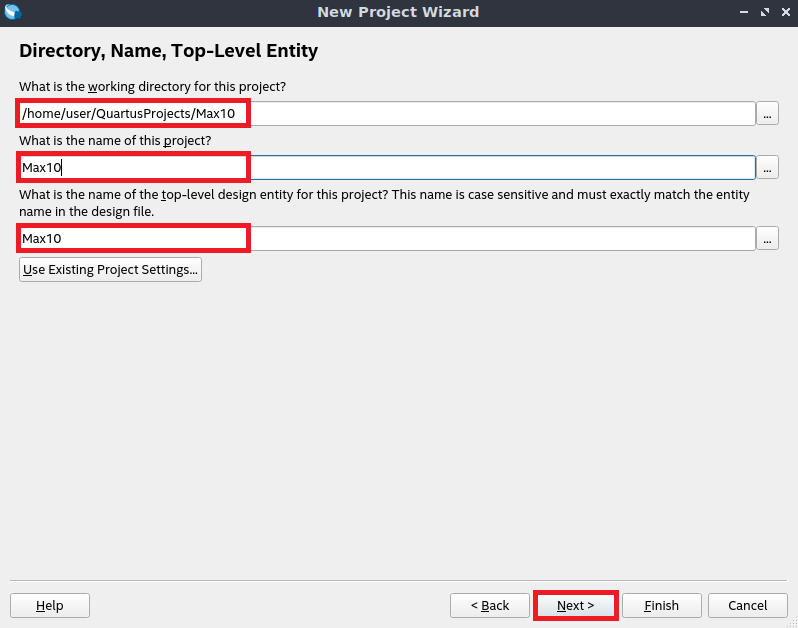 New Project Wizard
Directory, Name, Top-Level Entity
What is the working directory for this project?
/home/user/QuartusProjects/Max10
...
What is the name of this project?
Max10
...
What is the name of the top-level design entity for this project? This name is case sensitive and must exactly match the entity
name in the design file.
Max10
...
Use Existing Project Settings...
Help
< Back
Next >
Finish
Cancel